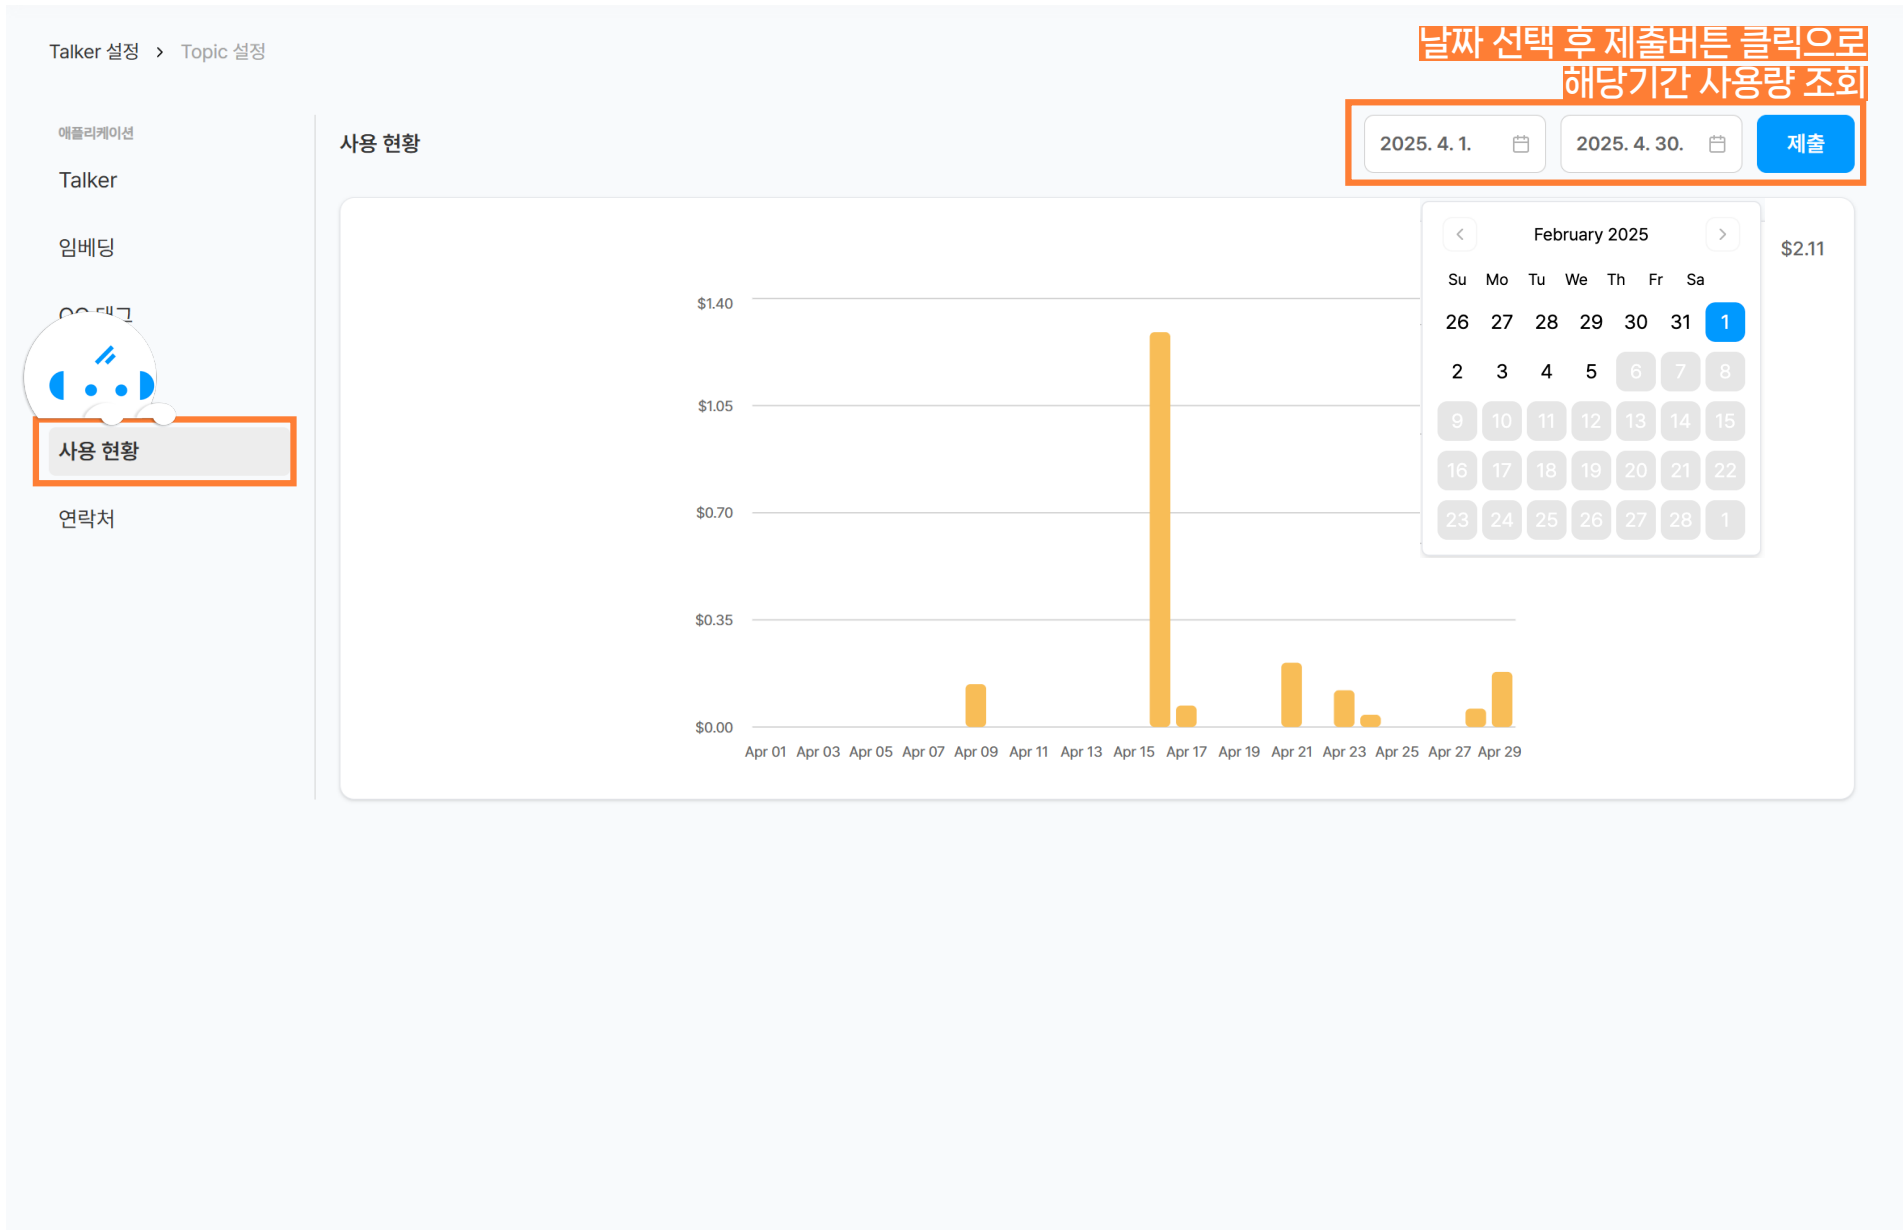 Talker 설정 > Topic 설정
날짜 선택 후 제출버튼 클릭으로
해당기간 사용량 조회
애플리케이션
Talker
임베딩
사용 현황
연락처
사용 현황
2025. 4. 1.
2025. 4. 30.
제출
$2.11
February 2025
Su Mo Tu We Th Fr Sa
26 27 28 29 30 31 1
2 3 4 5 6 7 8
9 10 11 12 13 14 15
16 17 18 19 20 21 22
23 24 25 26 27 28 1
$1.40
$1.05
$0.70
$0.35
$0.00
Apr 01 Apr 03 Apr 05 Apr 07 Apr 09 Apr 11 Apr 13 Apr 15 Apr 17 Apr 19 Apr 21 Apr 23 Apr 25 Apr 27 Apr 29